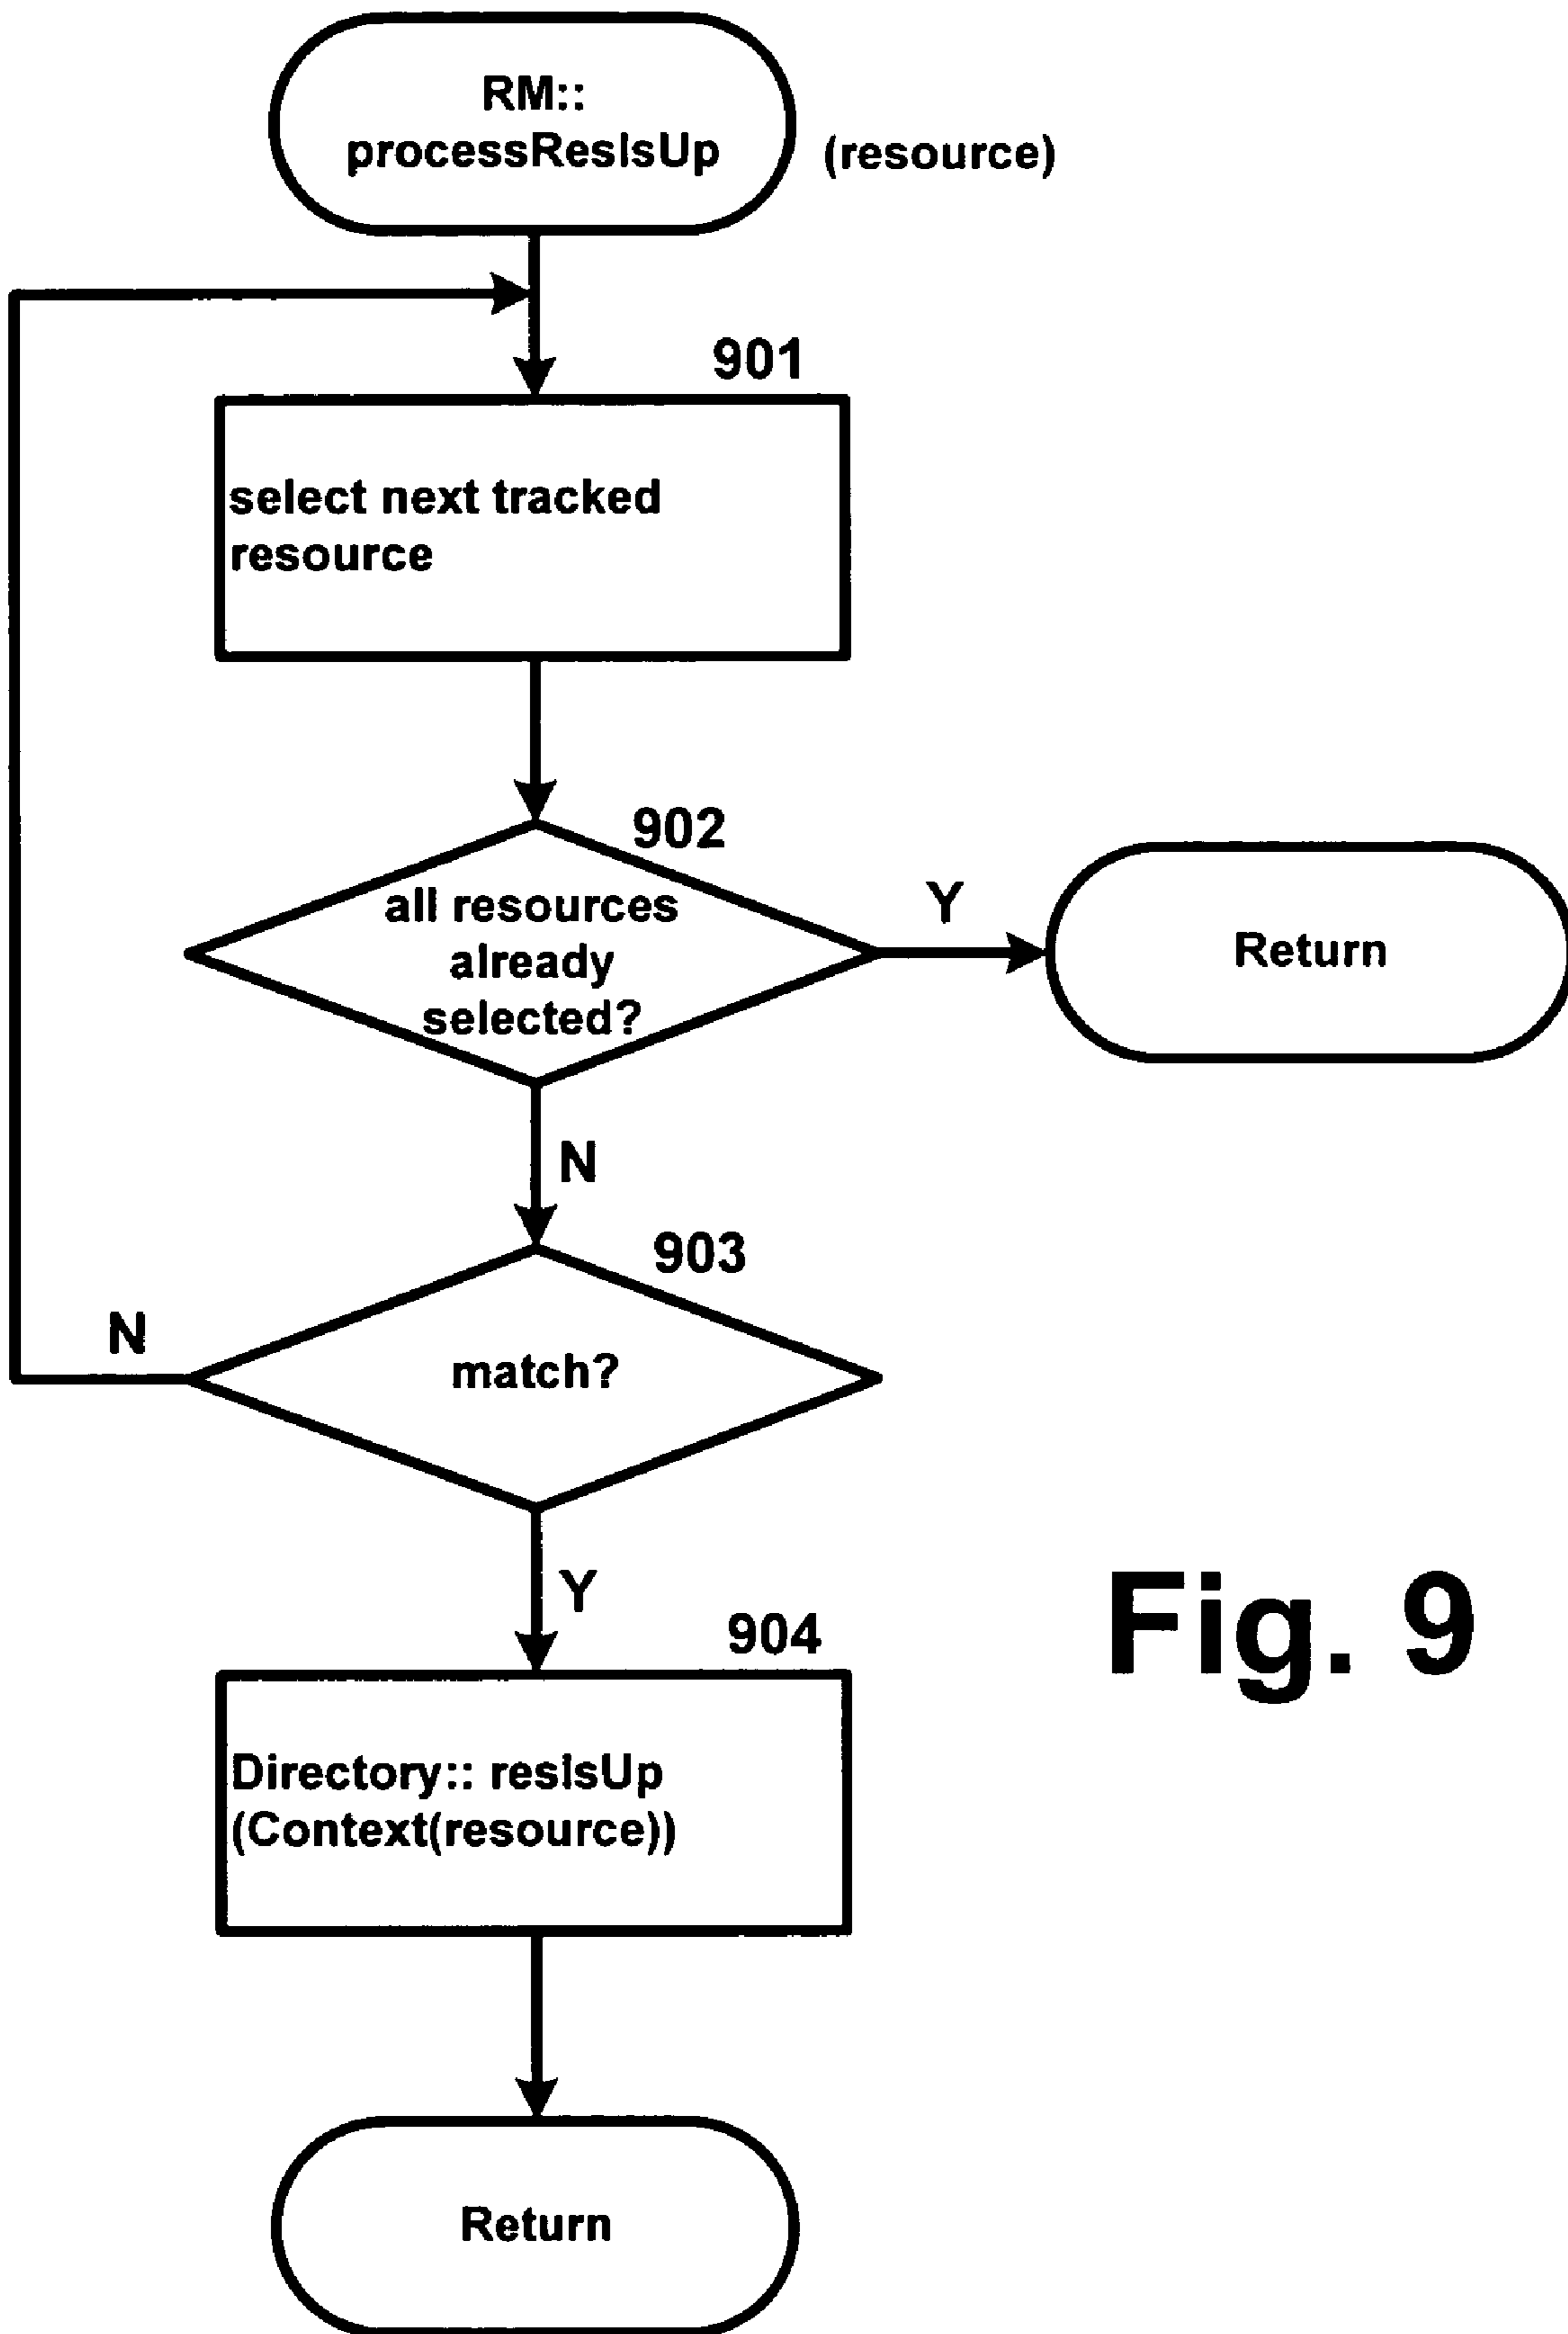 RM::
processResIsUp
(resource)
901
select next tracked
resource
902
all resources
already
selected?
Y
Return
N
903
match?
N
Y
904
Directory:: resIsUp
(Context(resource))
Return
Fig. 9